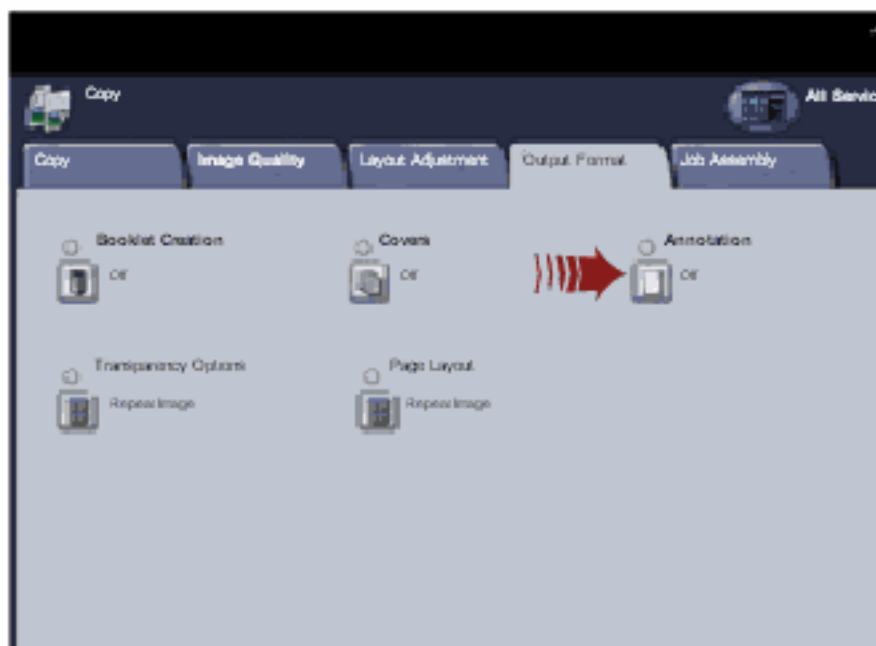 Copy
All Servic
Copy
Image Quality
Layout Adjustment
Output Format
Job Assembly
Booklet Creation
Off
Covers
Off
Annotation
Off
Transparency Options
Repeat Image
Page Layout
Repeat Image